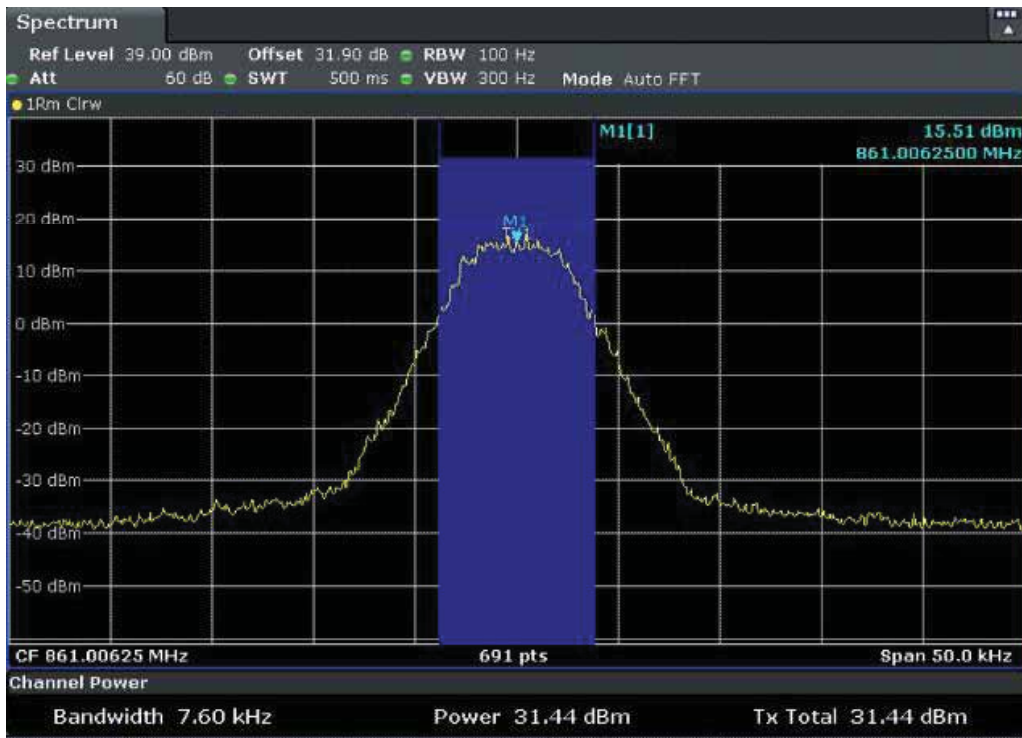 Spectrum
Ref Level 39.00 dBm Offset 31.90 dB RBW 100 Hz
Att 60 dB SWT 500 ms VBW 300 Hz Mode Auto FFT
1Rm Clrw
M1[1] 15.51 dBm
861.0062500 MHz
30 dBm
20 dBm
M1
10 dBm
0 dBm
-10 dBm
-20 dBm
-30 dBm
-40 dBm
-50 dBm
CF 861.00625 MHz 691 pts Span 50.0 kHz
Channel Power
Bandwidth 7.60 kHz Power 31.44 dBm Tx Total 31.44 dBm